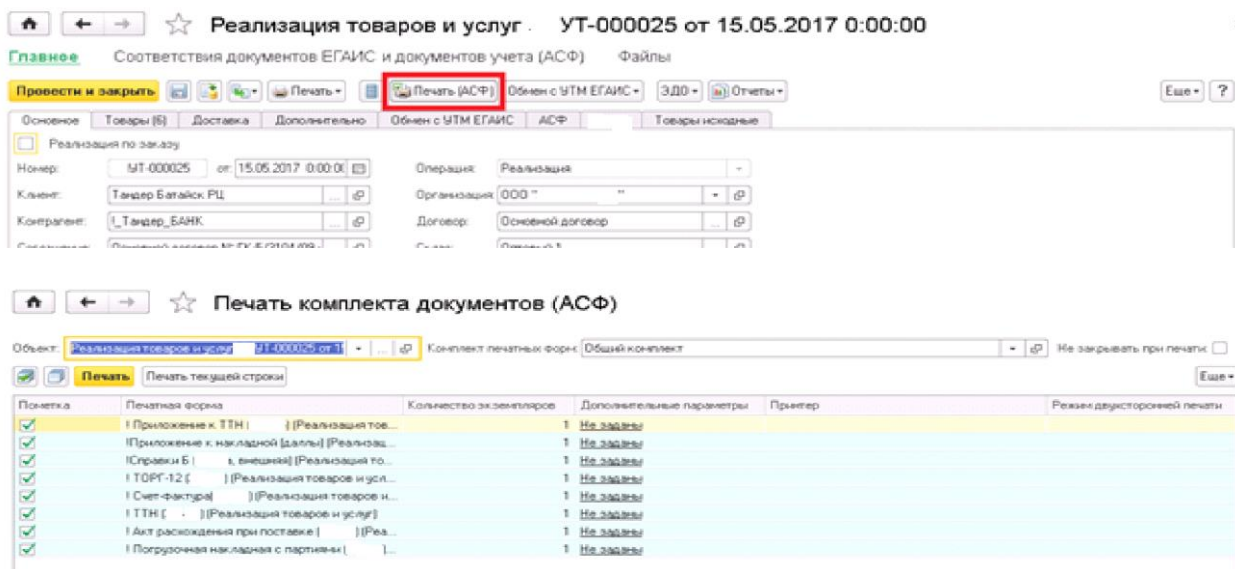 Реализация товаров и услуг УТ-000025 от 15.05.2017 0:00:00
Главное Соответствия документов ЕГАИС и документов учета (АСФ) Файлы
Провести и закрыть Печать Печать (АСФ) Обмен с УТМ ЕГАИС ЭДО Отчеты Еще ?
Основное Товары (6) Доставка Дополнительно Обмен с УТМ ЕГАИС АСФ Товары исходные
Реализация по заказу
Номер: УТ-000025 от: 15.05.2017 0:00:0( Операция: Реализация
Клиент: Тандер Батайск РЦ ... Организация: ООО " "
Контрагент: !_Тандер_БАНК ... Договор: Основной договор ...
Печать комплекта документов (АСФ)
Объект: Реализация товаров и услуг УТ-000025 от 15 ... Комплект печатных форм: Общий комплект Не закрывать при печати:
Печать Печать текущей строки Еще
Пометка Печатная форма Количество экземпляров Дополнительные параметры Принтер Режим двухсторонней печати
! Приложение к ТТН ( ) (Реализация тов... 1 Не заданы
!Приложение к накладной (даллы) (Реализац... 1 Не заданы
!Справки Б ( в, внешняя) (Реализация то... 1 Не заданы
! ТОРГ-12 ( ) (Реализация товаров и усл... 1 Не заданы
! Счет-фактура( ) (Реализация товаров и... 1 Не заданы
! ТТН ( - ) (Реализация товаров и услуг) 1 Не заданы
! Акт расхождения при поставке ( ) (Реа... 1 Не заданы
! Погрузочная накладная с партиями ( )... 1 Не заданы